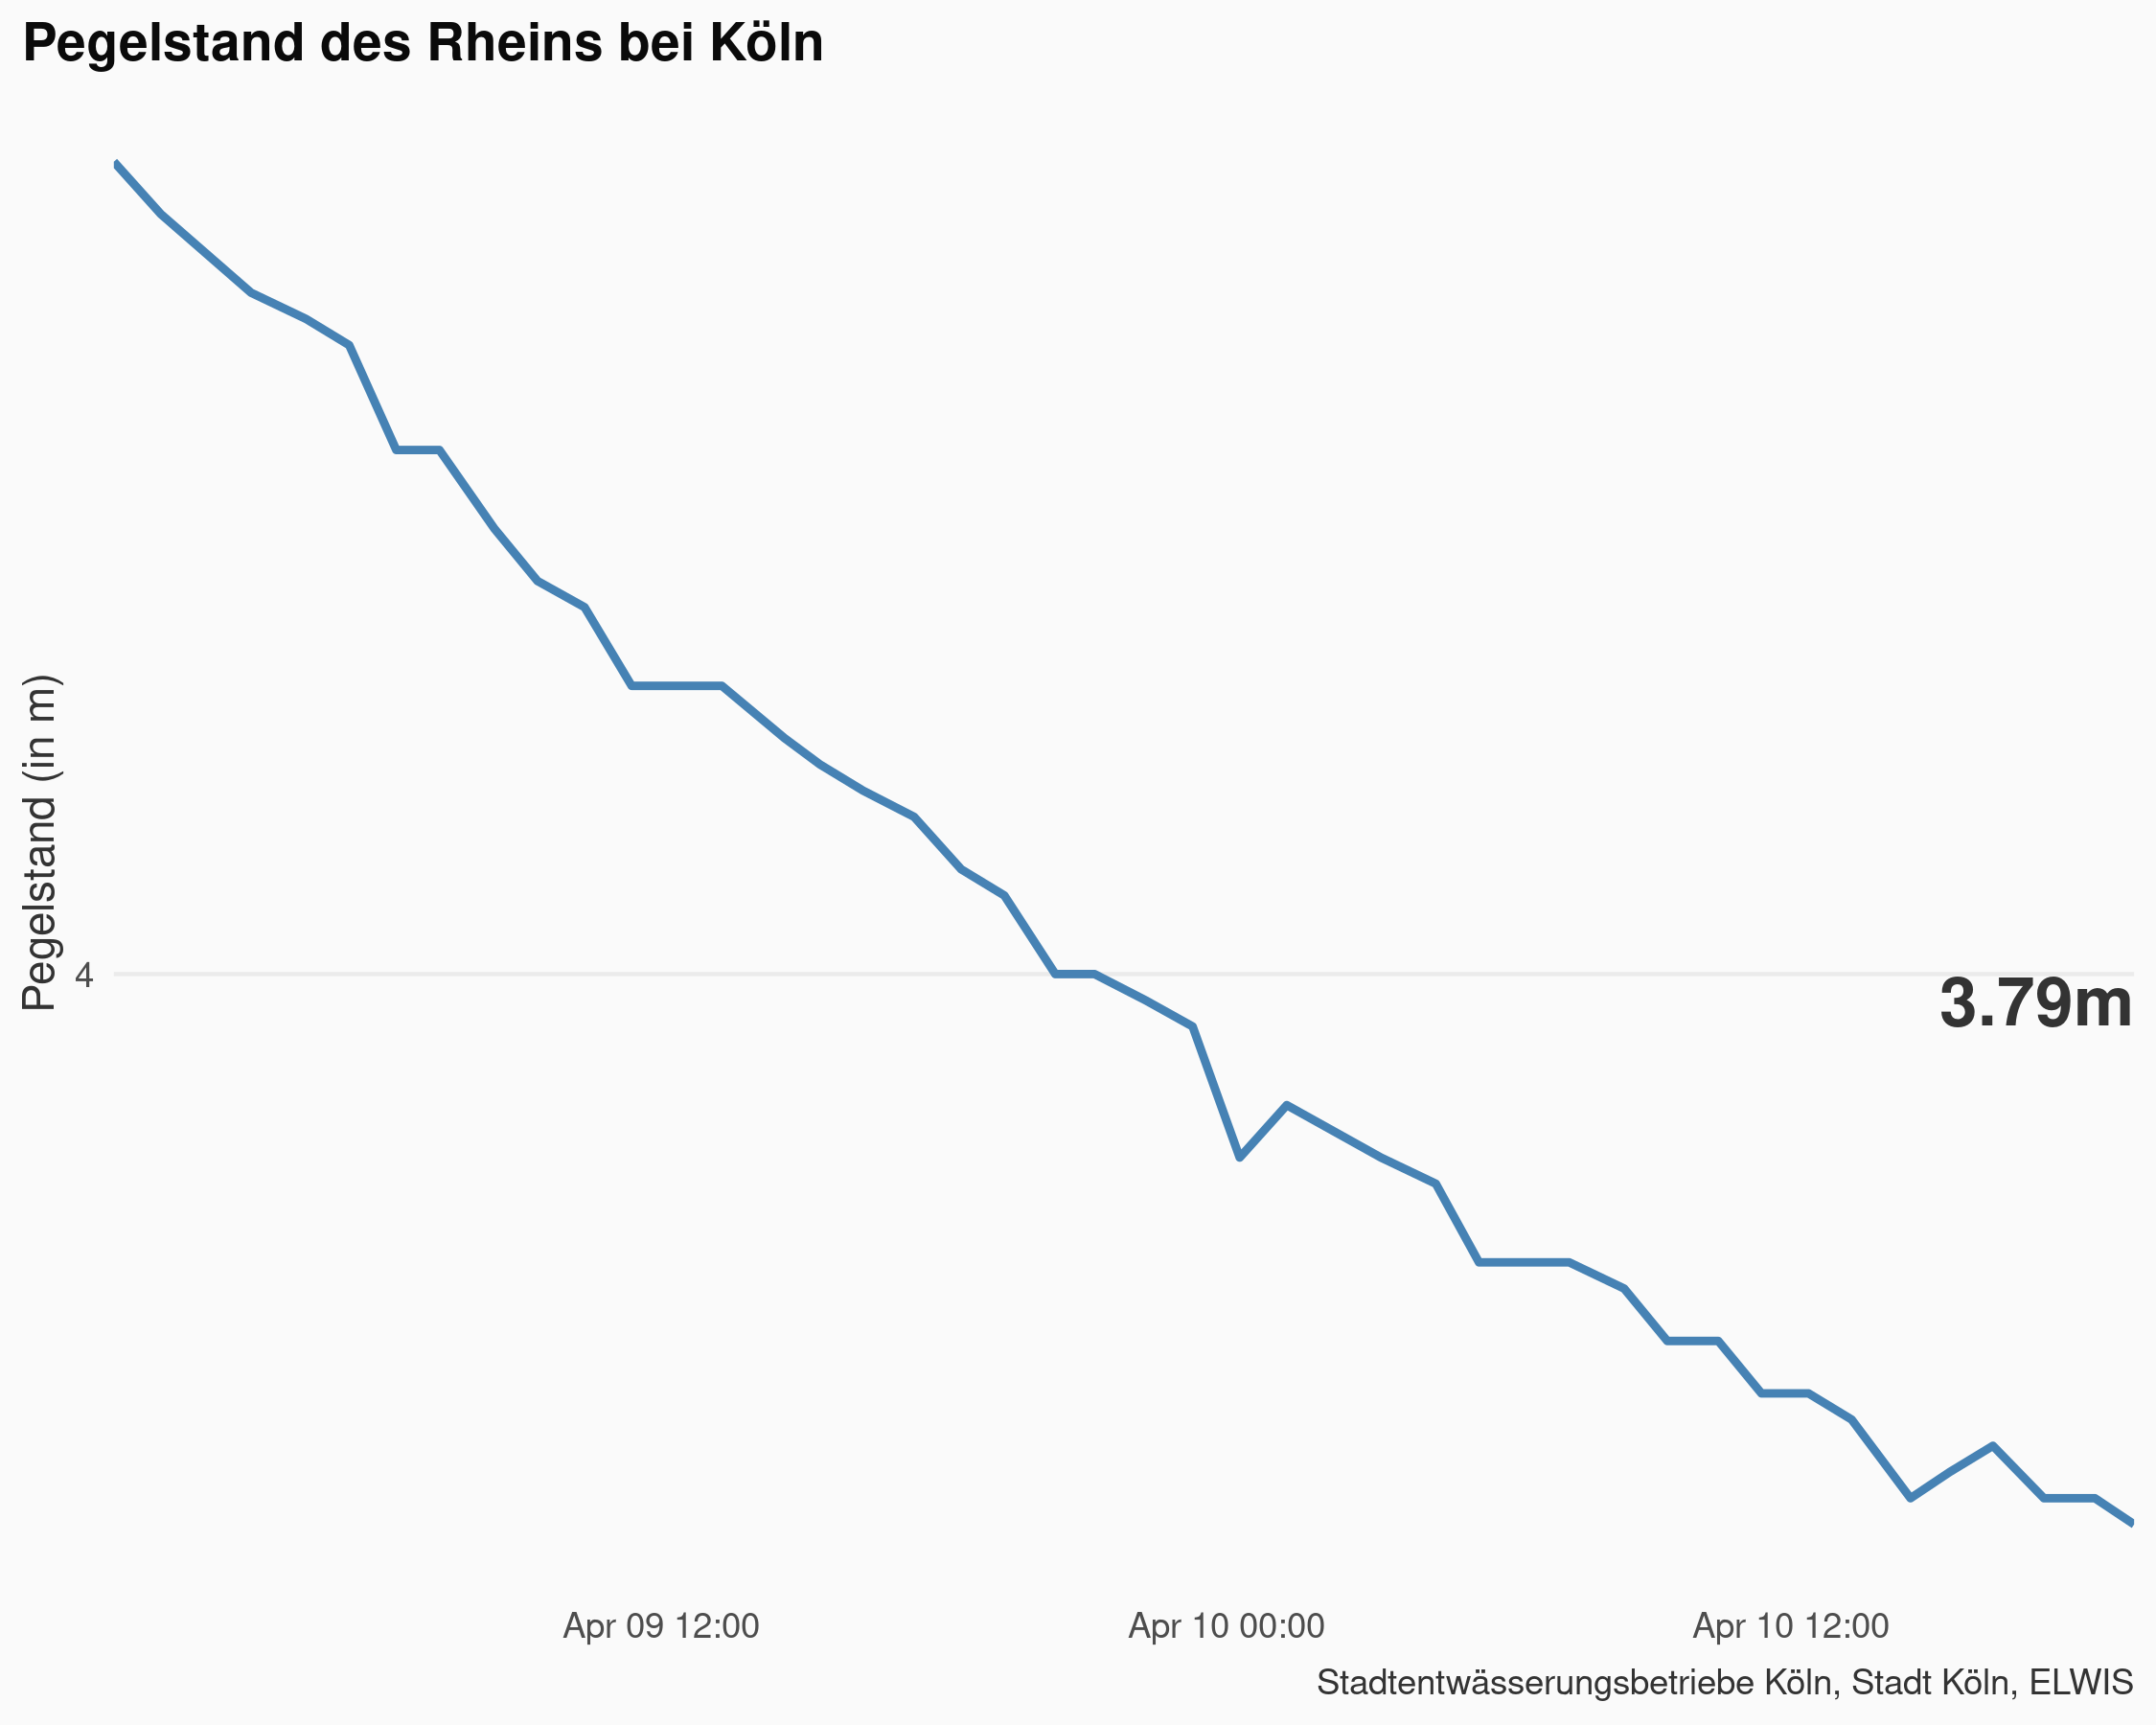 Pegelstand des Rheins bei Köln
Pegelstand (in m)
4
3.79m
Apr 09 12:00
Apr 10 00:00
Apr 10 12:00
Stadtentwässerungsbetriebe Köln, Stadt Köln, ELWIS